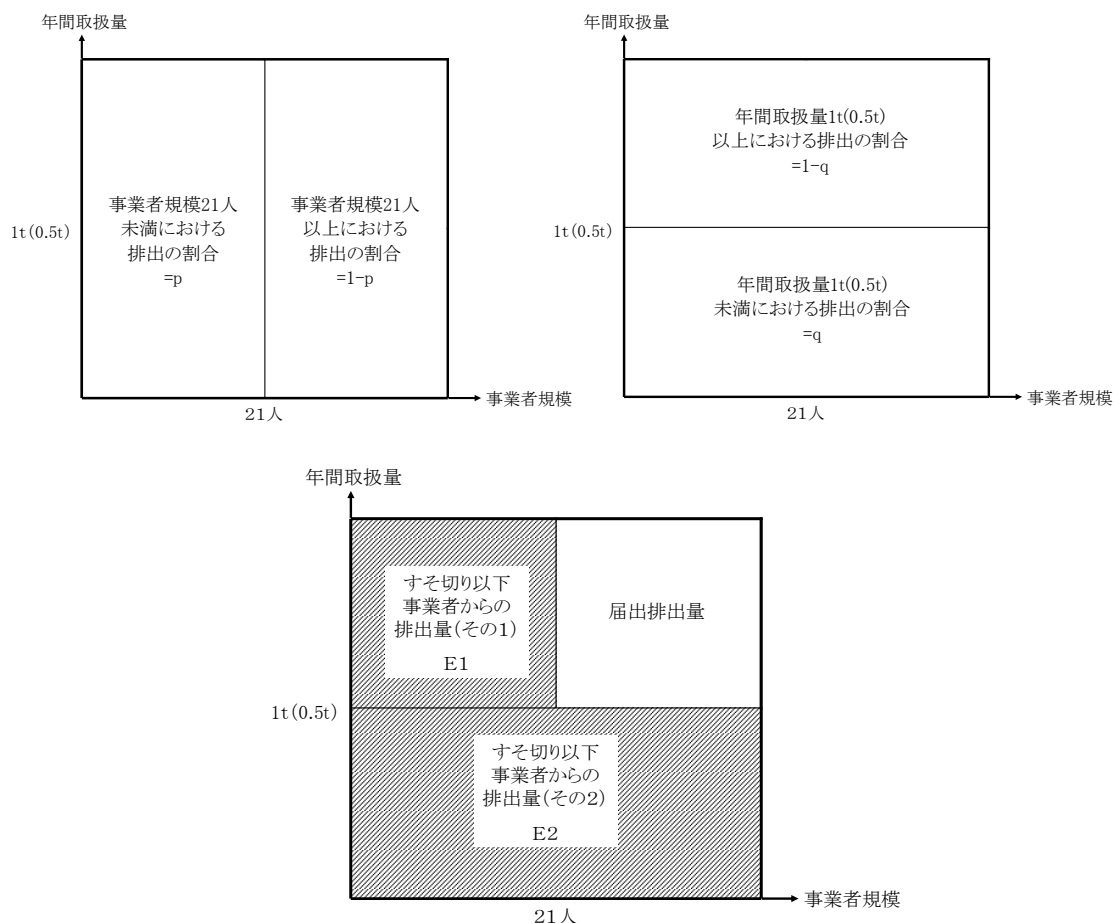 年間取扱量
事業者規模21人
未満における
排出の割合
=p
事業者規模21人
以上における
排出の割合
=1-p
1t(0.5t)
21人
事業者規模
年間取扱量
年間取扱量1t(0.5t)
以上における排出の割合
=1-q
1t(0.5t)
年間取扱量1t(0.5t)
未満における排出の割合
=q
21人
事業者規模
年間取扱量
すそ切り以下
事業者からの
排出量(その1)
E1
届出排出量
1t(0.5t)
すそ切り以下
事業者からの
排出量(その2)
E2
21人
事業者規模